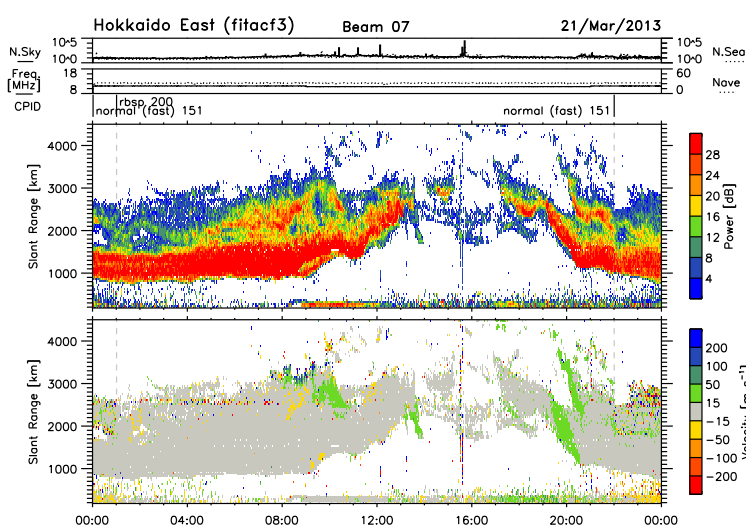 Hokkaido East (fitacf3) Beam 07 21/Mar/2013
N.Sky 10^5 10^0 10^5 10^0 N.Sea
Freq. [MHz] 18 8 60 0 Nave
CPID rbsp 200
normal (fast) 151 normal (fast) 151
Slant Range [km]
4000
3000
2000
1000
Power [dB]
28
24
20
16
12
8
4
Slant Range [km]
4000
3000
2000
1000
200
100
50
15
-15
-50
-100
-200
Velocity [m s^-1]
00:00 04:00 08:00 12:00 16:00 20:00 00:00